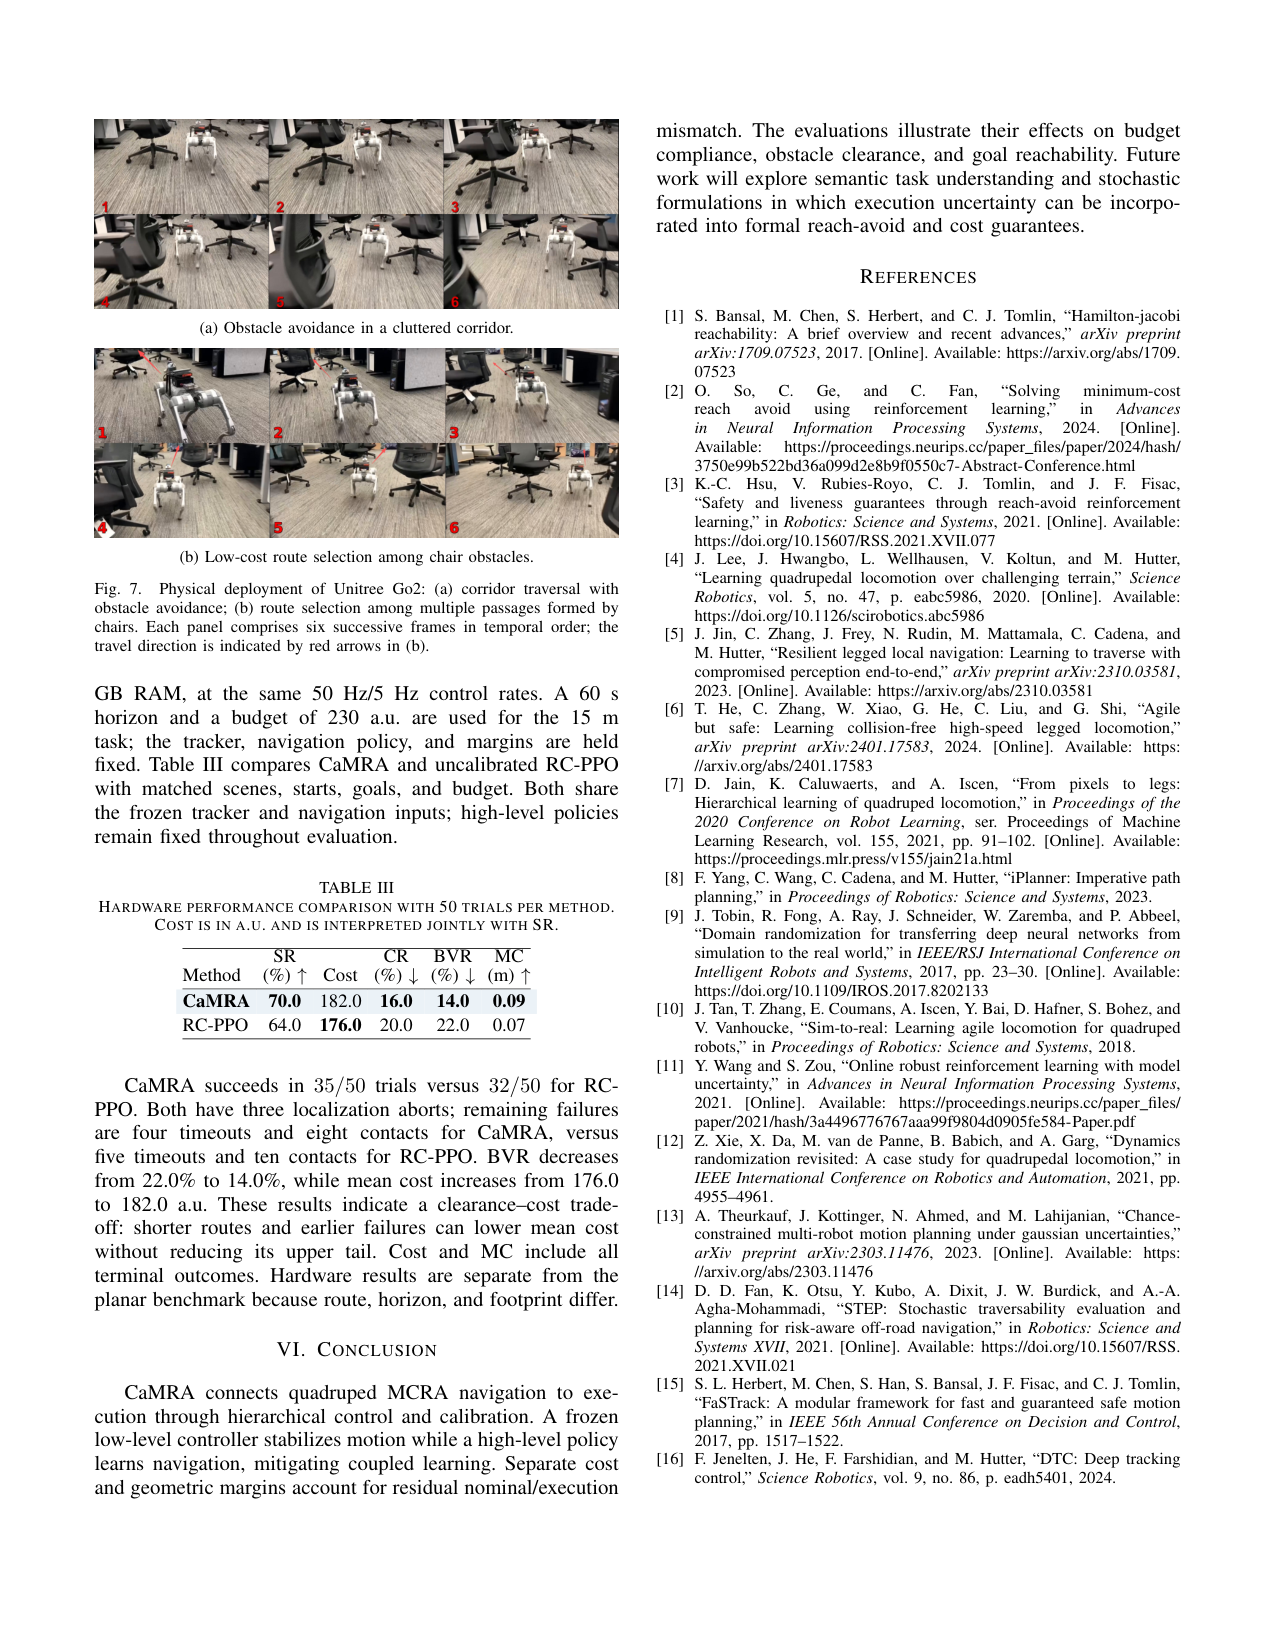 1
2
3
4
5
6
(a) Obstacle avoidance in a cluttered corridor.
1
2
3
4
5
6
(b) Low-cost route selection among chair obstacles.
Fig. 7. Physical deployment of Unitree Go2: (a) corridor traversal with
obstacle avoidance; (b) route selection among multiple passages formed by
chairs. Each panel comprises six successive frames in temporal order; the
travel direction is indicated by red arrows in (b).
GB RAM, at the same 50 Hz/5 Hz control rates. A 60 s
horizon and a budget of 230 a.u. are used for the 15 m
task; the tracker, navigation policy, and margins are held
fixed. Table III compares CaMRA and uncalibrated RC-PPO
with matched scenes, starts, goals, and budget. Both share
the frozen tracker and navigation inputs; high-level policies
remain fixed throughout evaluation.
TABLE III
HARDWARE PERFORMANCE COMPARISON WITH 50 TRIALS PER METHOD.
COST IS IN A.U. AND IS INTERPRETED JOINTLY WITH SR.
SR CR BVR MC
Method (%) ↑ Cost (%) ↓ (%) ↓ (m) ↑
CaMRA 70.0 182.0 16.0 14.0 0.09
RC-PPO 64.0 176.0 20.0 22.0 0.07
CaMRA succeeds in 35/50 trials versus 32/50 for RC-
PPO. Both have three localization aborts; remaining failures
are four timeouts and eight contacts for CaMRA, versus
five timeouts and ten contacts for RC-PPO. BVR decreases
from 22.0% to 14.0%, while mean cost increases from 176.0
to 182.0 a.u. These results indicate a clearance–cost trade-
off: shorter routes and earlier failures can lower mean cost
without reducing its upper tail. Cost and MC include all
terminal outcomes. Hardware results are separate from the
planar benchmark because route, horizon, and footprint differ.
VI. CONCLUSION
CaMRA connects quadruped MCRA navigation to exe-
cution through hierarchical control and calibration. A frozen
low-level controller stabilizes motion while a high-level policy
learns navigation, mitigating coupled learning. Separate cost
and geometric margins account for residual nominal/execution
mismatch. The evaluations illustrate their effects on budget
compliance, obstacle clearance, and goal reachability. Future
work will explore semantic task understanding and stochastic
formulations in which execution uncertainty can be incorpo-
rated into formal reach-avoid and cost guarantees.
REFERENCES
[1] S. Bansal, M. Chen, S. Herbert, and C. J. Tomlin, “Hamilton-jacobi
reachability: A brief overview and recent advances,” arXiv preprint
arXiv:1709.07523, 2017. [Online]. Available: https://arxiv.org/abs/1709.
07523
[2] O. So, C. Ge, and C. Fan, “Solving minimum-cost
reach avoid using reinforcement learning,” in Advances
in Neural Information Processing Systems, 2024. [Online].
Available: https://proceedings.neurips.cc/paper_files/paper/2024/hash/
3750e99b522bd36a099d2e8b9f0550c7-Abstract-Conference.html
[3] K.-C. Hsu, V. Rubies-Royo, C. J. Tomlin, and J. F. Fisac,
“Safety and liveness guarantees through reach-avoid reinforcement
learning,” in Robotics: Science and Systems, 2021. [Online]. Available:
https://doi.org/10.15607/RSS.2021.XVII.077
[4] J. Lee, J. Hwangbo, L. Wellhausen, V. Koltun, and M. Hutter,
“Learning quadrupedal locomotion over challenging terrain,” Science
Robotics, vol. 5, no. 47, p. eabc5986, 2020. [Online]. Available:
https://doi.org/10.1126/scirobotics.abc5986
[5] J. Jin, C. Zhang, J. Frey, N. Rudin, M. Mattamala, C. Cadena, and
M. Hutter, “Resilient legged local navigation: Learning to traverse with
compromised perception end-to-end,” arXiv preprint arXiv:2310.03581,
2023. [Online]. Available: https://arxiv.org/abs/2310.03581
[6] T. He, C. Zhang, W. Xiao, G. He, C. Liu, and G. Shi, “Agile
but safe: Learning collision-free high-speed legged locomotion,”
arXiv preprint arXiv:2401.17583, 2024. [Online]. Available: https:
//arxiv.org/abs/2401.17583
[7] D. Jain, K. Caluwaerts, and A. Iscen, “From pixels to legs:
Hierarchical learning of quadruped locomotion,” in Proceedings of the
2020 Conference on Robot Learning, ser. Proceedings of Machine
Learning Research, vol. 155, 2021, pp. 91–102. [Online]. Available:
https://proceedings.mlr.press/v155/jain21a.html
[8] F. Yang, C. Wang, C. Cadena, and M. Hutter, “iPlanner: Imperative path
planning,” in Proceedings of Robotics: Science and Systems, 2023.
[9] J. Tobin, R. Fong, A. Ray, J. Schneider, W. Zaremba, and P. Abbeel,
“Domain randomization for transferring deep neural networks from
simulation to the real world,” in IEEE/RSJ International Conference on
Intelligent Robots and Systems, 2017, pp. 23–30. [Online]. Available:
https://doi.org/10.1109/IROS.2017.8202133
[10] J. Tan, T. Zhang, E. Coumans, A. Iscen, Y. Bai, D. Hafner, S. Bohez, and
V. Vanhoucke, “Sim-to-real: Learning agile locomotion for quadruped
robots,” in Proceedings of Robotics: Science and Systems, 2018.
[11] Y. Wang and S. Zou, “Online robust reinforcement learning with model
uncertainty,” in Advances in Neural Information Processing Systems,
2021. [Online]. Available: https://proceedings.neurips.cc/paper_files/
paper/2021/hash/3a4496776767aaa99f9804d0905fe584-Paper.pdf
[12] Z. Xie, X. Da, M. van de Panne, B. Babich, and A. Garg, “Dynamics
randomization revisited: A case study for quadrupedal locomotion,” in
IEEE International Conference on Robotics and Automation, 2021, pp.
4955–4961.
[13] A. Theurkauf, J. Kottinger, N. Ahmed, and M. Lahijanian, “Chance-
constrained multi-robot motion planning under gaussian uncertainties,”
arXiv preprint arXiv:2303.11476, 2023. [Online]. Available: https:
//arxiv.org/abs/2303.11476
[14] D. D. Fan, K. Otsu, Y. Kubo, A. Dixit, J. W. Burdick, and A.-A.
Agha-Mohammadi, “STEP: Stochastic traversability evaluation and
planning for risk-aware off-road navigation,” in Robotics: Science and
Systems XVII, 2021. [Online]. Available: https://doi.org/10.15607/RSS.
2021.XVII.021
[15] S. L. Herbert, M. Chen, S. Han, S. Bansal, J. F. Fisac, and C. J. Tomlin,
“FaSTrack: A modular framework for fast and guaranteed safe motion
planning,” in IEEE 56th Annual Conference on Decision and Control,
2017, pp. 1517–1522.
[16] F. Jenelten, J. He, F. Farshidian, and M. Hutter, “DTC: Deep tracking
control,” Science Robotics, vol. 9, no. 86, p. eadh5401, 2024.